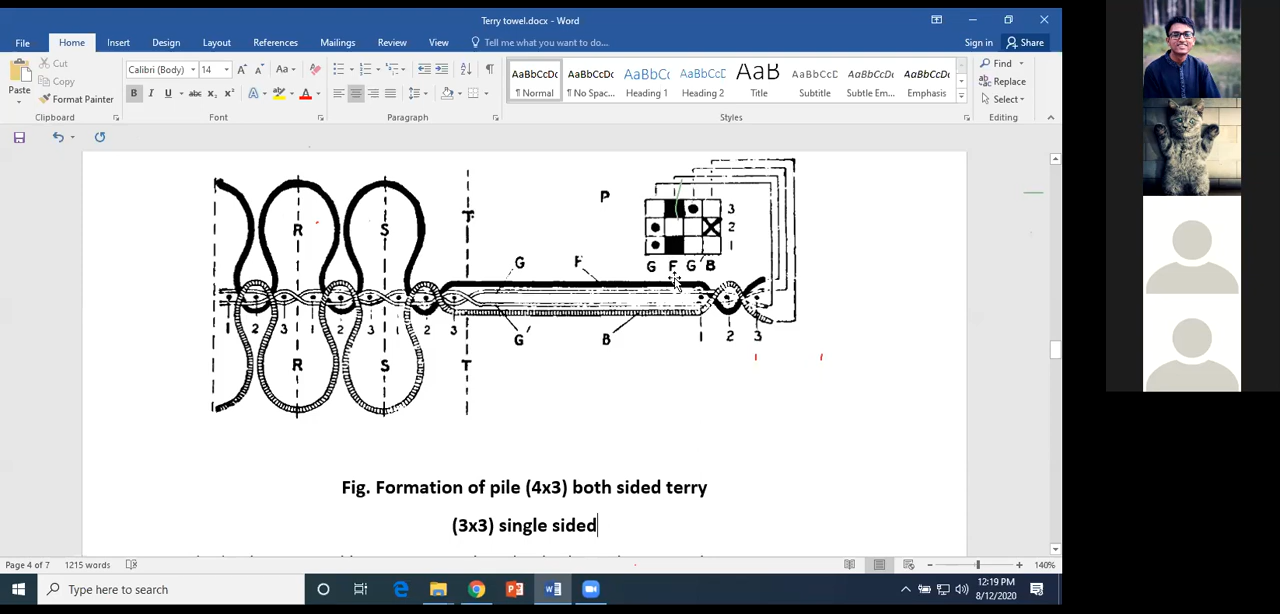 Terry towel.docx - Word
File Home Insert Design Layout References Mailings Review View Tell me what you want to do... Sign in Share
Paste Cut Copy Format Painter
Calibri (Body) 14
AaBbCcDc AaBbCcDc AaBbCc AaBbCcC AaB AaBbCcD AaBbCcDt AaBbCcDt
¶ Normal ¶ No Spac... Heading 1 Heading 2 Title Subtitle Subtle Em... Emphasis
Find Replace Select
Clipboard Font Paragraph Styles Editing
P
3
2
1
G F G B
R S T
G F
1 2 3 1 2 3 1 2 3 1 2 3
G' B
R S T
Fig. Formation of pile (4x3) both sided terry
(3x3) single sided
Page 4 of 7 1215 words 140%
Type here to search
12:19 PM
8/12/2020